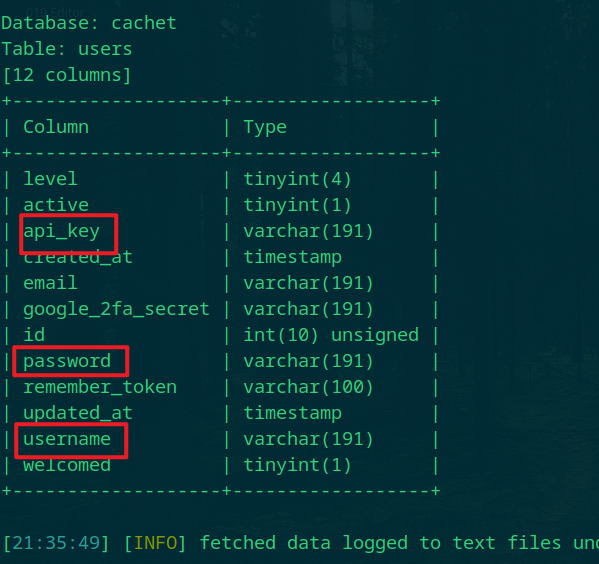 010 Editor
Database: cachet
Table: users
[12 columns]
+-------------------+------------------+
| Column            | Type             |
+-------------------+------------------+
| level             | tinyint(4)       |
| active            | tinyint(1)       |
| api_key           | varchar(191)     |
| created_at        | timestamp        |
| email             | varchar(191)     |
| google_2fa_secret | varchar(191)     |
| id                | int(10) unsigned |
| password          | varchar(191)     |
| remember_token    | varchar(100)     |
| updated_at        | timestamp        |
| username          | varchar(191)     |
| welcomed          | tinyint(1)       |
+-------------------+------------------+
[21:35:49] [INFO] fetched data logged to text files und